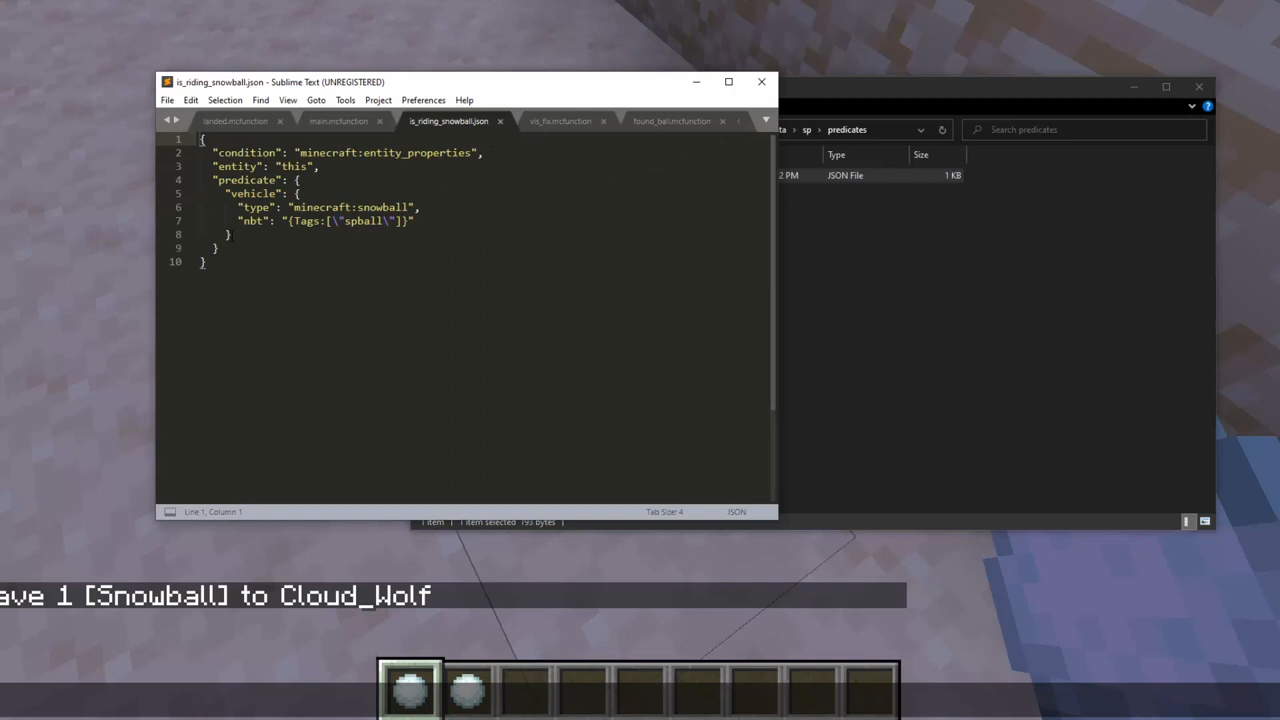 is_riding_snowball.json - Sublime Text (UNREGISTERED)
File Edit Selection Find View Goto Tools Project Preferences Help
landed.mcfunction main.mcfunction is_riding_snowball.json vis_fix.mcfunction found_ball.mcfunction
1 {
2 "condition": "minecraft:entity_properties",
3 "entity": "this",
4 "predicate": {
5 "vehicle": {
6 "type": "minecraft:snowball",
7 "nbt": "{Tags:[\"spball\"]}"
8 }
9 }
10 }
Line 1, Column 1 Tab Size: 4 JSON
ta › sp › predicates Search predicates
Type Size
2 PM JSON File 1 KB
1 item 1 item selected 193 bytes
ave 1 [Snowball] to Cloud_Wolf